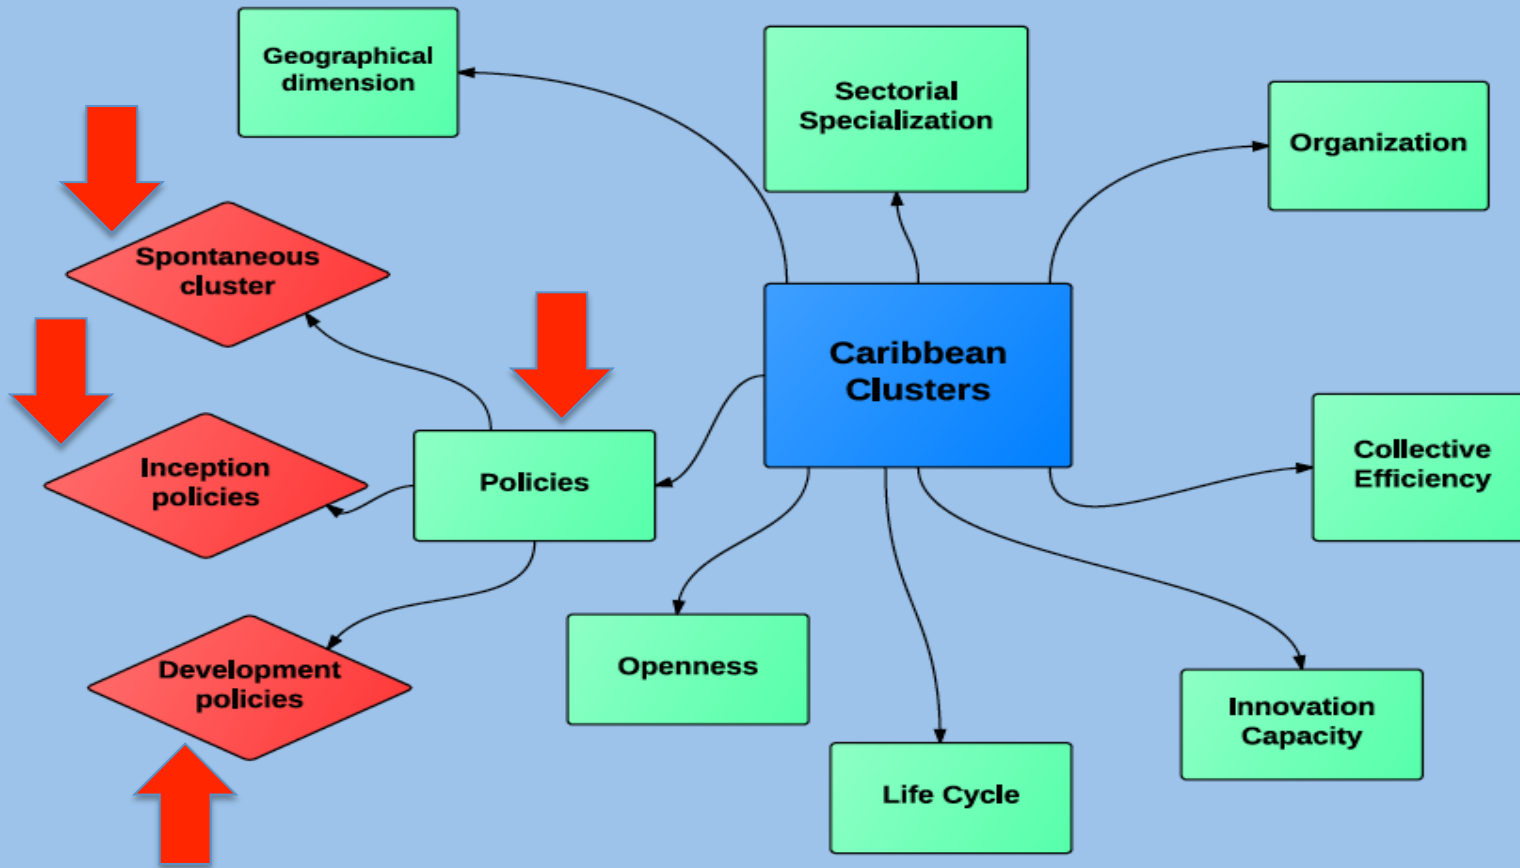 Geographical
dimension
Sectorial
Specialization
Organization
Spontaneous
cluster
Caribbean
Clusters
Inception
policies
Policies
Collective
Efficiency
Development
policies
Openness
Innovation
Capacity
Life Cycle